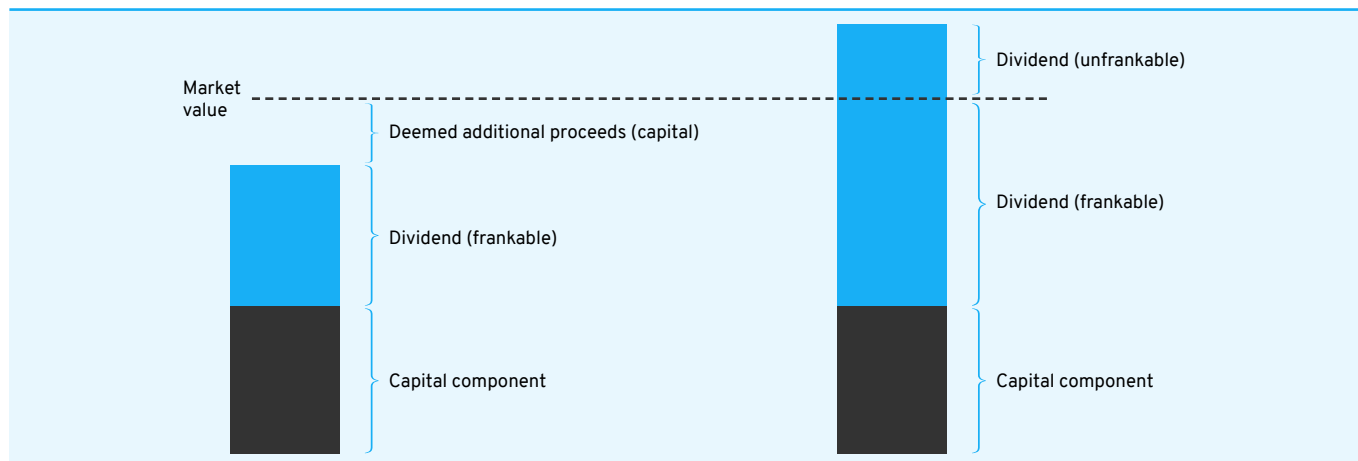 Dividend (unfrankable)
Market
value
Deemed additional proceeds (capital)
Dividend (frankable)
Dividend (frankable)
Capital component
Capital component